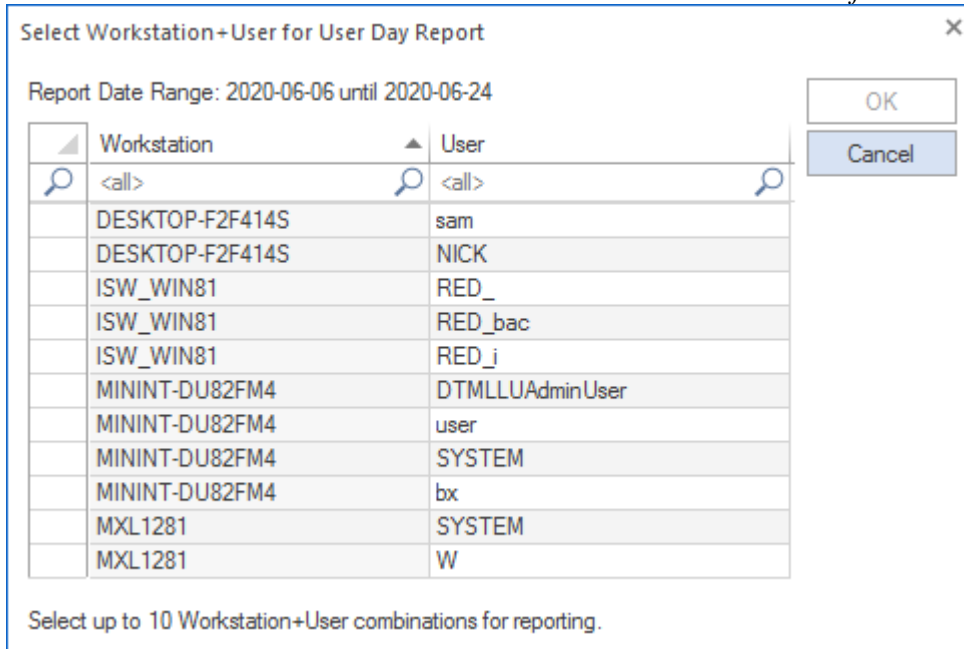 Select Workstation+User for User Day Report
Report Date Range: 2020-06-06 until 2020-06-24
OK
Cancel
Workstation User
<all> <all>
DESKTOP-F2F414S sam
DESKTOP-F2F414S NICK
ISW_WIN81 RED_
ISW_WIN81 RED_bac
ISW_WIN81 RED_i
MININT-DU82FM4 DTMLLUAdminUser
MININT-DU82FM4 user
MININT-DU82FM4 SYSTEM
MININT-DU82FM4 bx
MXL1281 SYSTEM
MXL1281 W
Select up to 10 Workstation+User combinations for reporting.